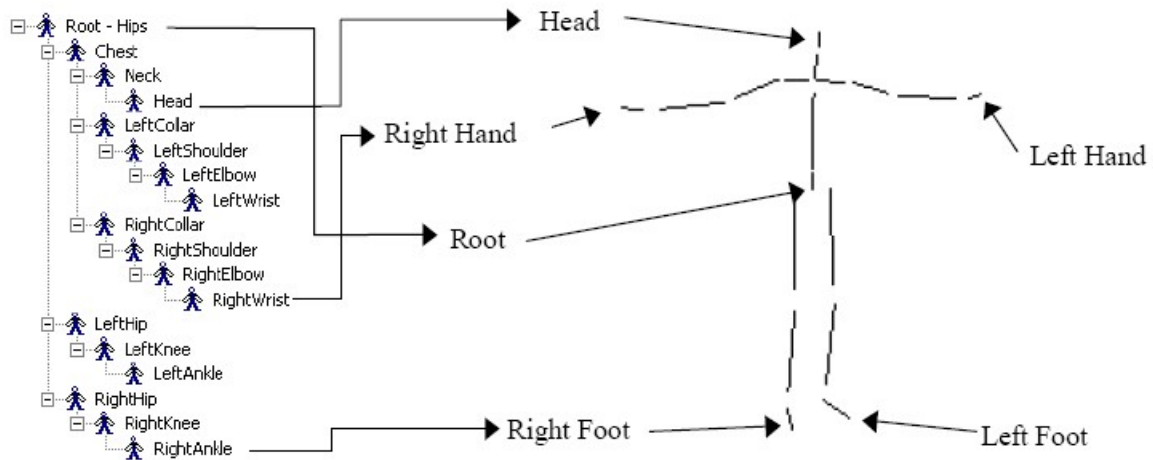 Root - Hips
Chest
Neck
Head
LeftCollar
LeftShoulder
LeftElbow
LeftWrist
RightCollar
RightShoulder
RightElbow
RightWrist
LeftHip
LeftKnee
LeftAnkle
RightHip
RightKnee
RightAnkle
Head
Right Hand
Left Hand
Root
Right Foot
Left Foot